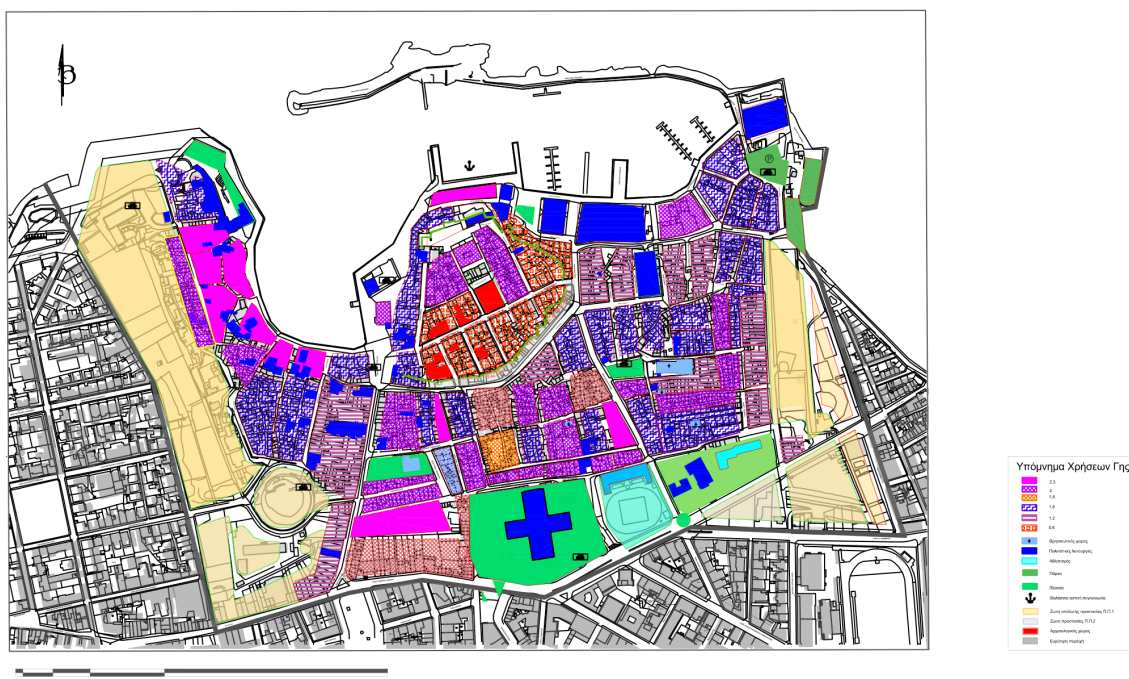 Υπόμνημα Χρήσεων Γης
2,3
2
1,8
1,6
1,2
0,6
Θρησκευτικός χώρος
Πολιτιστικές λειτουργίες
Αθλητισμός
Πάρκο
Πλατεία
Θαλάσσια αστική συγκοινωνία
Ζώνη απόλυτης προστασίας Π.Π.1
Ζώνη προστασίας Π.Π.2
Αρχαιολογικός χώρος
Ευρύτερη περιοχή